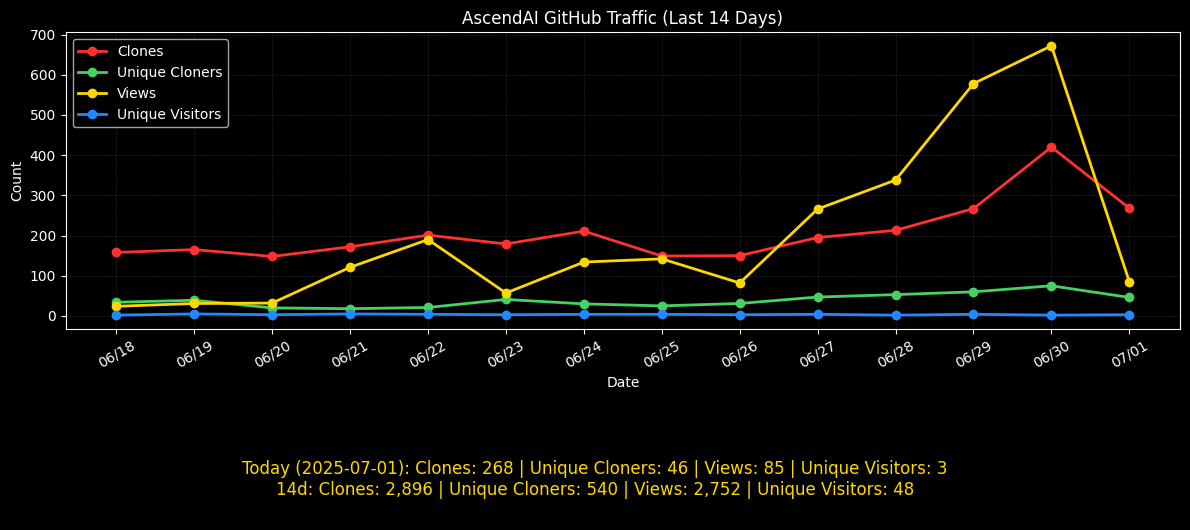 AscendAI GitHub Traffic (Last 14 Days)
700
600
500
400
300
200
100
0
Count
Clones
Unique Cloners
Views
Unique Visitors
06/18
06/19
06/20
06/21
06/22
06/23
06/24
06/25
06/26
06/27
06/28
06/29
06/30
07/01
Date
Today (2025-07-01): Clones: 268 | Unique Cloners: 46 | Views: 85 | Unique Visitors: 3
14d: Clones: 2,896 | Unique Cloners: 540 | Views: 2,752 | Unique Visitors: 48